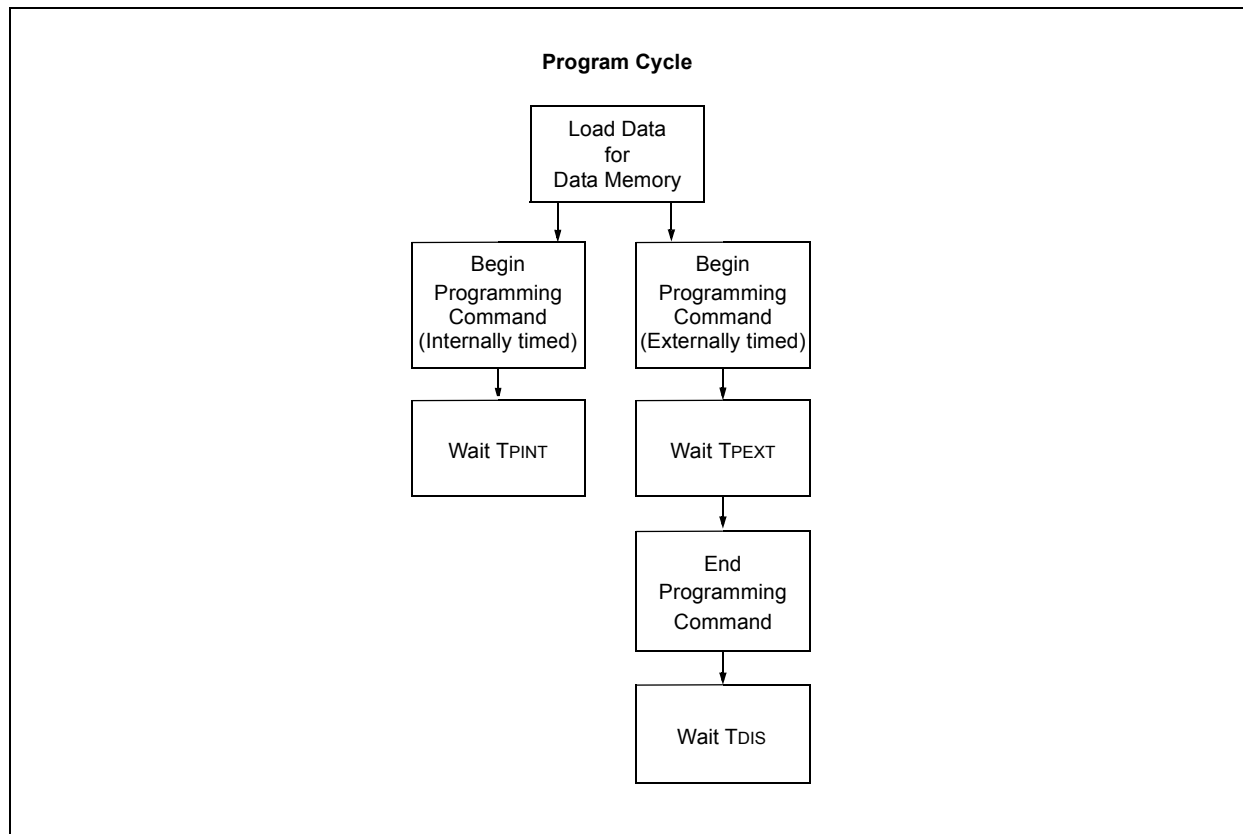 Program Cycle
Load Data
for
Data Memory
Begin
Programming
Command
(Internally timed)
Begin
Programming
Command
(Externally timed)
Wait TPINT
Wait TPEXT
End
Programming
Command
Wait TDIS